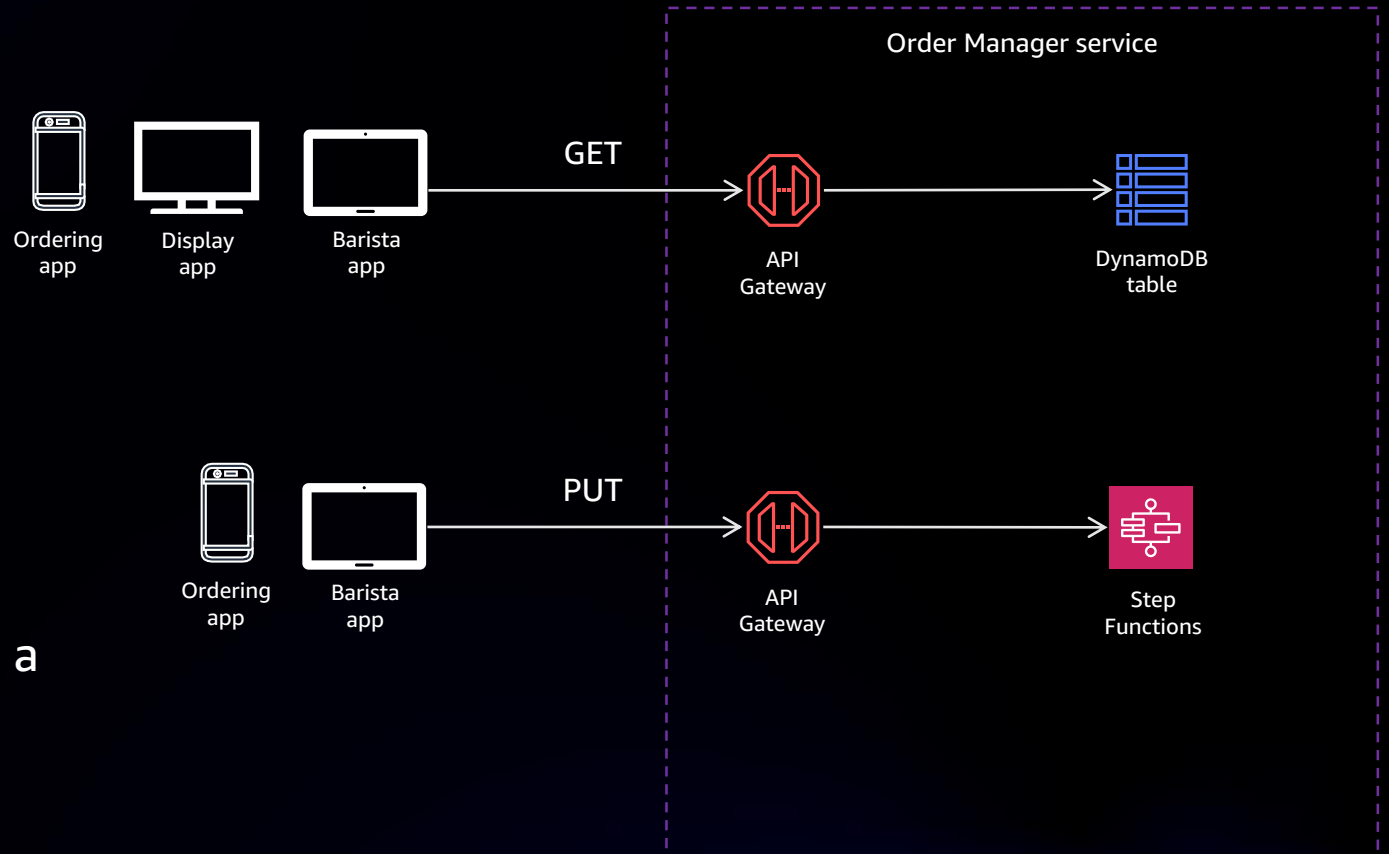 Order Manager service
GET
Ordering
app
Display
app
Barista
app
API
Gateway
DynamoDB
table
PUT
Ordering
app
Barista
app
API
Gateway
Step
Functions
a